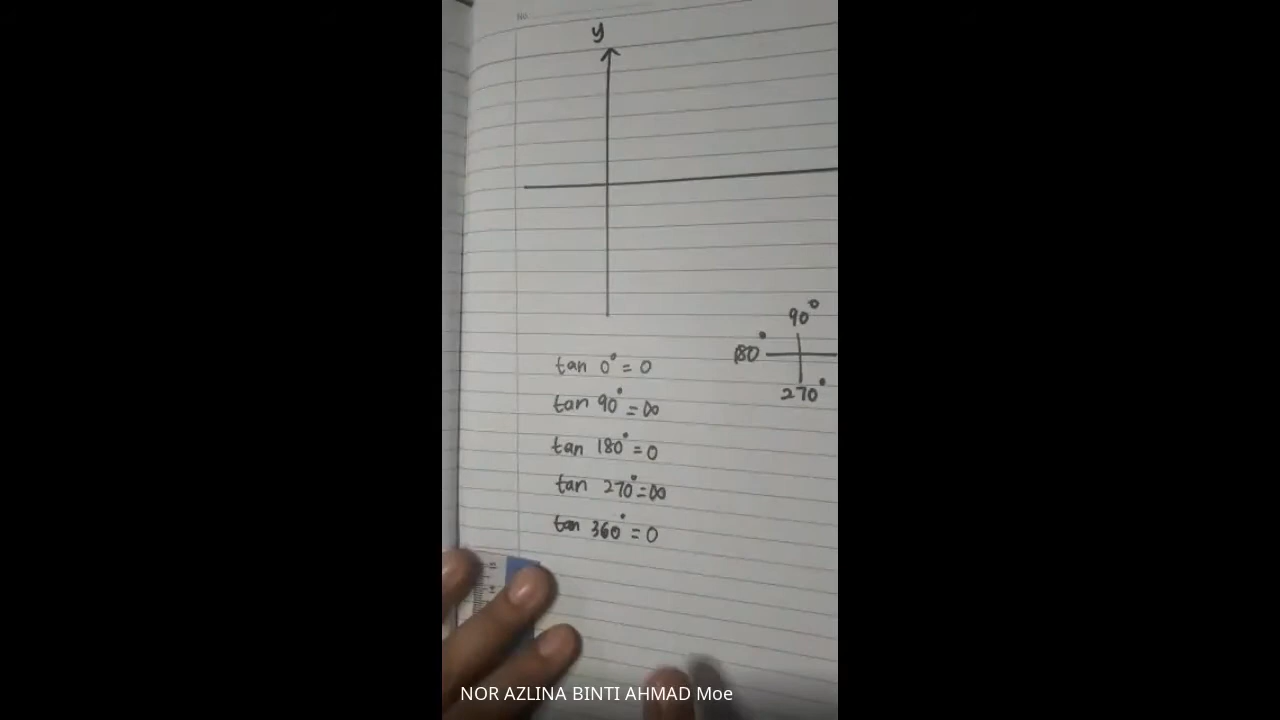 No
y
90°
180°
270°
tan 0° = 0
tan 90° = ∞
tan 180° = 0
tan 270° = ∞
tan 360° = 0
NOR AZLINA BINTI AHMAD Moe